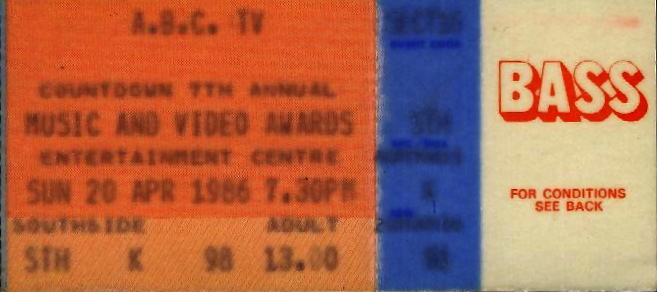 A.B.C. TV
COUNTDOWN 7TH ANNUAL
MUSIC AND VIDEO AWARDS
ENTERTAINMENT CENTRE
SUN 20 APR 1986 7.30PM
SOUTHSIDE ADULT
STH K 98 13.00
STH
K
98
BASS
FOR CONDITIONS
SEE BACK